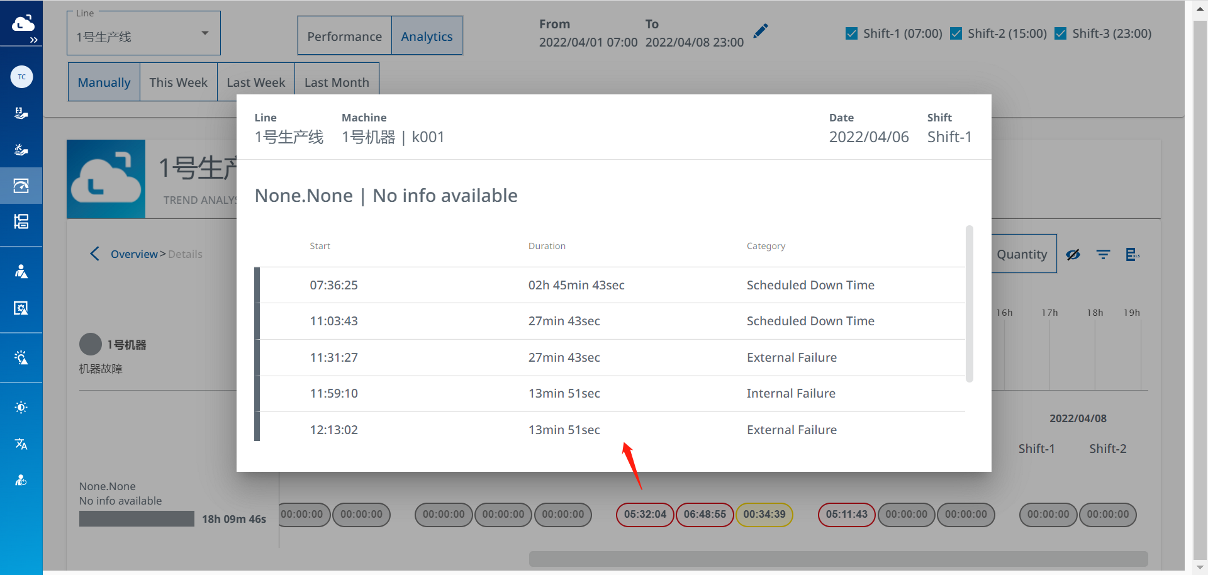 Line
1号生产线
Performance
Analytics
From
2022/04/01 07:00
To
2022/04/08 23:00
Shift-1 (07:00)
Shift-2 (15:00)
Shift-3 (23:00)
>>
TC
Manually
This Week
Last Week
Last Month
Line
1号生产线
Machine
1号机器 | k001
Date
2022/04/06
Shift
Shift-1
1号生产
TREND ANALYS
None.None | No info available
Start Duration Category
07:36:25 02h 45min 43sec Scheduled Down Time
11:03:43 27min 43sec Scheduled Down Time
11:31:27 27min 43sec External Failure
11:59:10 13min 51sec Internal Failure
12:13:02 13min 51sec External Failure
Overview > Details
Quantity
16h 17h 18h 19h
1号机器
机器故障
2022/04/08
Shift-1 Shift-2
None.None
No info available
18h 09m 46s
00:00:00 00:00:00 00:00:00 00:00:00 00:00:00 05:32:04 06:48:55 00:34:39 05:11:43 00:00:00 00:00:00 00:00:00 00:00:00